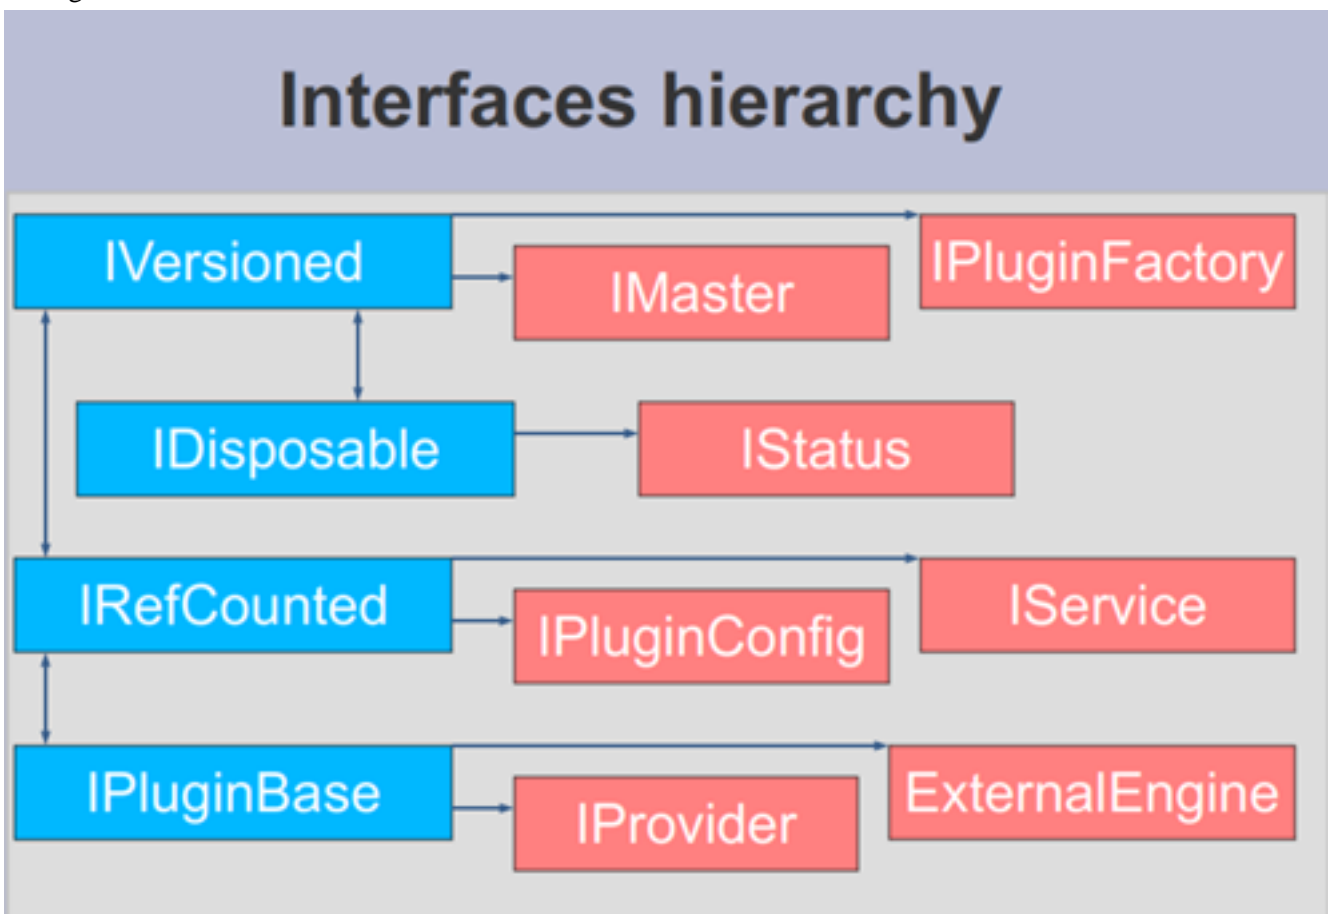 Interfaces hierarchy
IVersioned
IPluginFactory
IMaster
IDisposable
IStatus
IRefCounted
IService
IPluginConfig
IPluginBase
ExternalEngine
IProvider